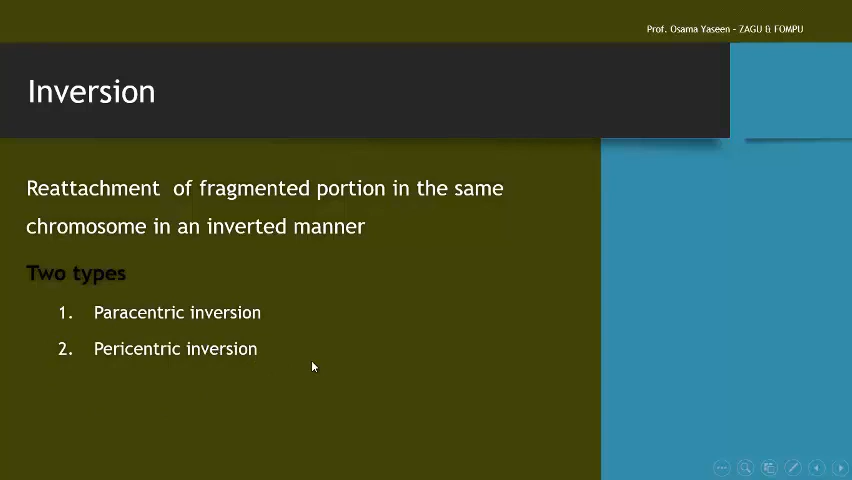 Prof. Osama Yaseen – ZAGU & FOMPU
Inversion
Reattachment of fragmented portion in the same
chromosome in an inverted manner
Two types
1. Paracentric inversion
2. Pericentric inversion